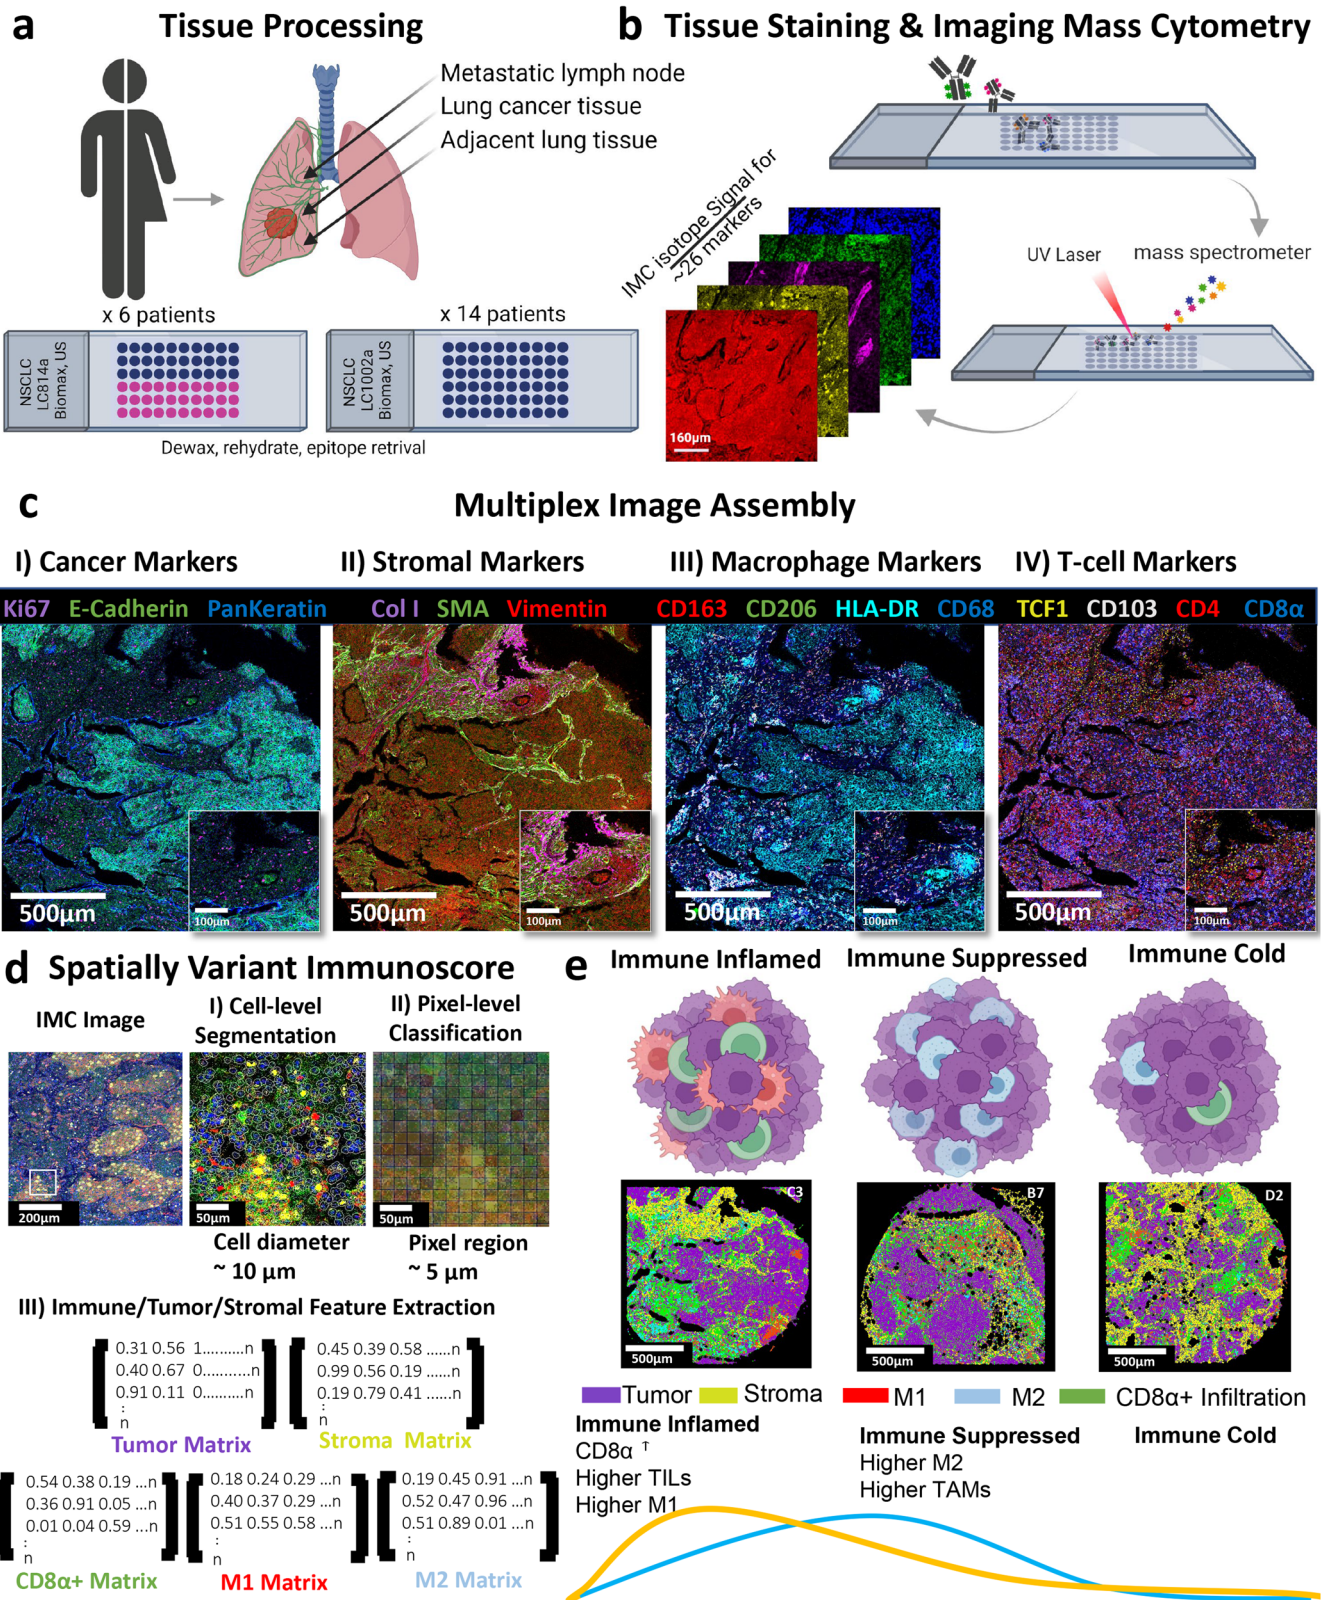 a Tissue Processing
Metastatic lymph node
Lung cancer tissue
Adjacent lung tissue
x 6 patients
x 14 patients
NSCLC
LC814a
Biomax, US
NSCLC
LC1002a
Biomax, US
Dewax, rehydrate, epitope retrival
b Tissue Staining & Imaging Mass Cytometry
IMC isotope Signal for
~26 markers
UV Laser
mass spectrometer
160µm
c Multiplex Image Assembly
I) Cancer Markers
II) Stromal Markers
III) Macrophage Markers
IV) T-cell Markers
Ki67 E-Cadherin PanKeratin
Col I SMA Vimentin
CD163 CD206 HLA-DR CD68
TCF1 CD103 CD4 CD8α
500µm
100µm
500µm
100µm
500µm
100µm
500µm
100µm
d Spatially Variant Immunoscore
IMC Image
I) Cell-level
Segmentation
II) Pixel-level
Classification
200µm
50µm
50µm
Cell diameter
~ 10 µm
Pixel region
~ 5 µm
III) Immune/Tumor/Stromal Feature Extraction
0.31 0.56 1..........n
0.40 0.67 0...........n
0.91 0.11 0..........n
:
n
Tumor Matrix
0.45 0.39 0.58 ......n
0.99 0.56 0.19 ......n
0.19 0.79 0.41 ......n
:
n
Stroma Matrix
0.54 0.38 0.19 ...n
0.36 0.91 0.05 ...n
0.01 0.04 0.59 ...n
:
n
CD8α+ Matrix
0.18 0.24 0.29 ...n
0.40 0.37 0.29 ...n
0.51 0.55 0.58 ...n
:
n
M1 Matrix
0.19 0.45 0.91 ...n
0.52 0.47 0.96 ...n
0.51 0.89 0.01 ...n
:
n
M2 Matrix
e
Immune Inflamed
Immune Suppressed
Immune Cold
C3
500µm
B7
500µm
D2
500µm
Tumor Stroma M1 M2 CD8α+ Infiltration
Immune Inflamed
CD8α ↑
Higher TILs
Higher M1
Immune Suppressed
Higher M2
Higher TAMs
Immune Cold